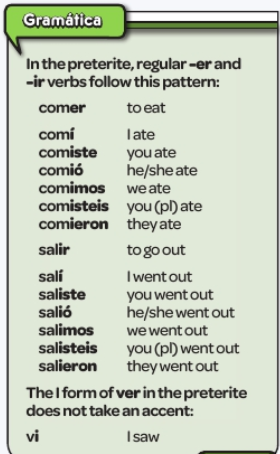 Gramática
In the preterite, regular -er and
-ir verbs follow this pattern:
comer to eat
comí I ate
comiste you ate
comió he/she ate
comimos we ate
comisteis you (pl) ate
comieron they ate
salir to go out
salí I went out
saliste you went out
salió he/she went out
salimos we went out
salisteis you (pl) went out
salieron they went out
The I form of ver in the preterite
does not take an accent:
vi I saw